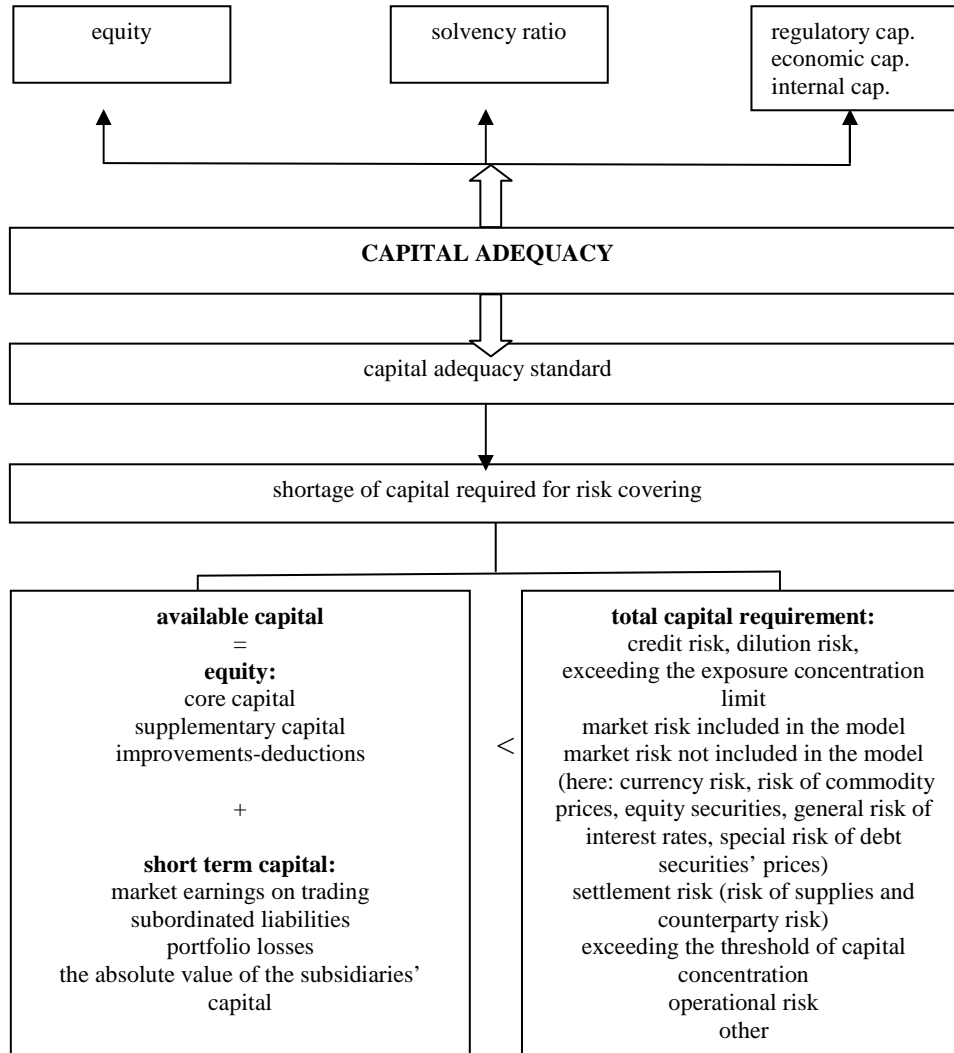 equity
solvency ratio
regulatory cap.
economic cap.
internal cap.
CAPITAL ADEQUACY
capital adequacy standard
shortage of capital required for risk covering
available capital
=
equity:
core capital
supplementary capital
improvements-deductions
+
short term capital:
market earnings on trading
subordinated liabilities
portfolio losses
the absolute value of the subsidiaries’
capital
<
total capital requirement:
credit risk, dilution risk,
exceeding the exposure concentration
limit
market risk included in the model
market risk not included in the model
(here: currency risk, risk of commodity
prices, equity securities, general risk of
interest rates, special risk of debt
securities’ prices)
settlement risk (risk of supplies and
counterparty risk)
exceeding the threshold of capital
concentration
operational risk
other